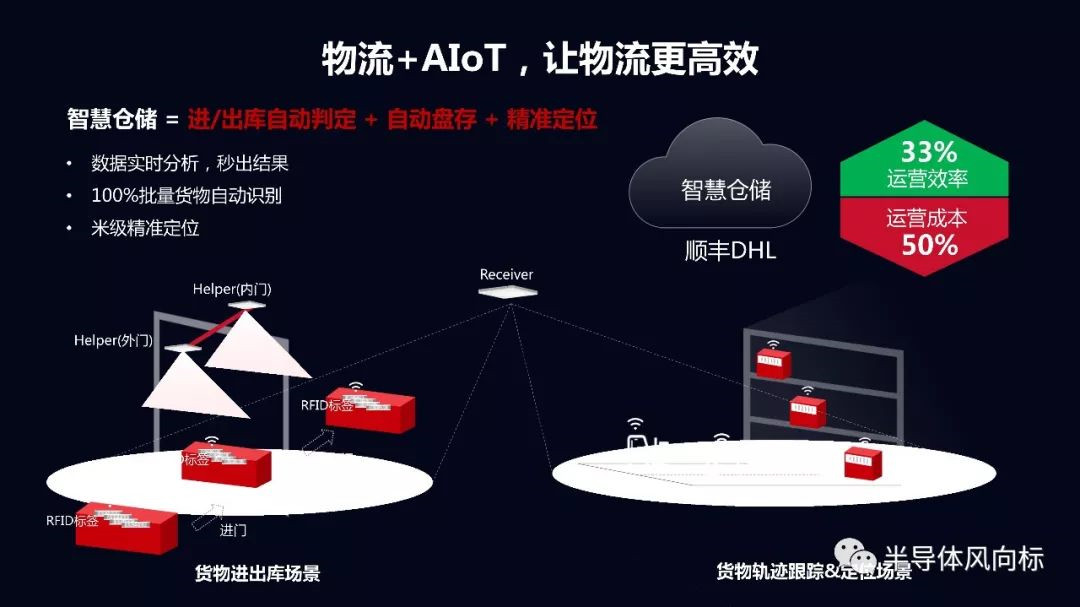 物流+AIoT，让物流更高效
智慧仓储 = 进/出库自动判定 + 自动盘存 + 精准定位
• 数据实时分析，秒出结果
• 100%批量货物自动识别
• 米级精准定位
智慧仓储
顺丰DHL
33%
运营效率
运营成本
50%
Receiver
Helper(内门)
Helper(外门)
RFID标签
标签
RFID标签
进门
货物进出库场景
货物轨迹跟踪&定位场景
半导体风向标